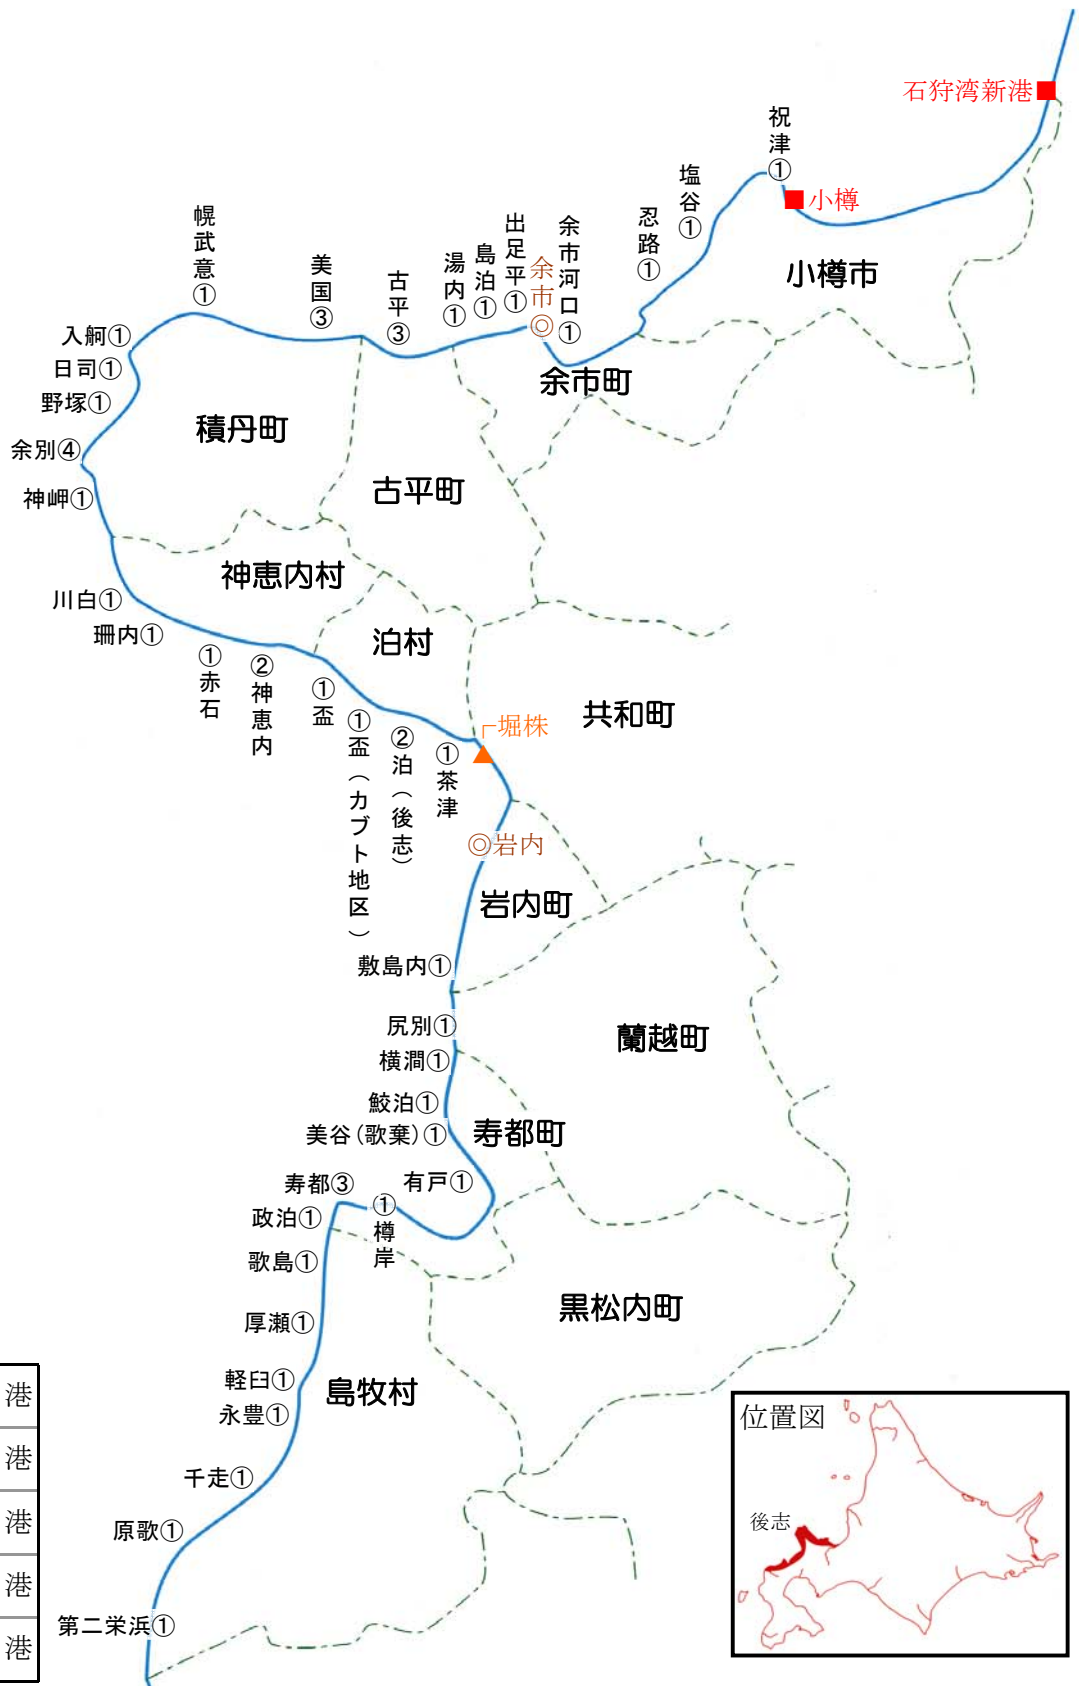 石狩湾新港
祝津①
小樽
塩谷①
忍路①
小樽市
余市河口①
余市◎
出足平①
島泊①
湯内①
古平③
美国③
幌武意①
入舸①
日司①
野塚①
余別④
神岬①
余市町
積丹町
古平町
神恵内村
川白①
珊内①
①赤石
②神恵内
①盃
①盃(カブト地区)
②泊(後志)
①茶津
泊村
共和町
堀株
◎岩内
岩内町
敷島内①
尻別①
横澗①
鮫泊①
美谷(歌棄)①
蘭越町
寿都町
有戸①
寿都③
①樽岸
政泊①
歌島①
厚瀬①
軽臼①
永豊①
千走①
原歌①
第二栄浜①
黒松内町
島牧村
港
港
港
港
港
位置図
後志